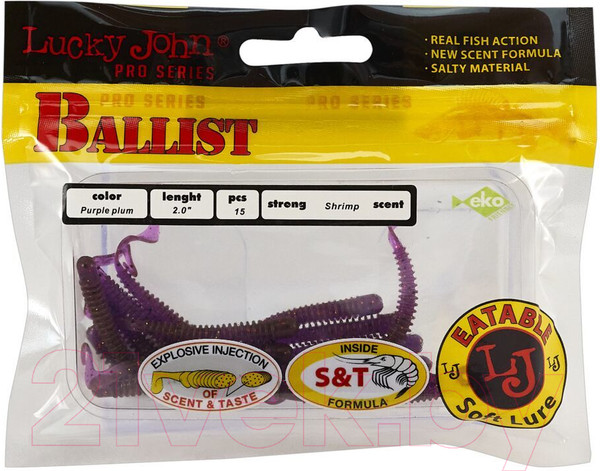 Lucky John®
PRO SERIES
· REAL FISH ACTION
· NEW SCENT FORMULA
· SALTY MATERIAL
PRO SERIES
PRO SERIES
BALLIST
color
Purple plum
lenght
2.0"
pcs
15
strong Shrimp scent
eko
EXPLOSIVE INJECTION
OF
SCENT & TASTE
INSIDE
S&T
FORMULA
EATABLE
LJ
LJ
LJ
Soft Lure
21vek.by